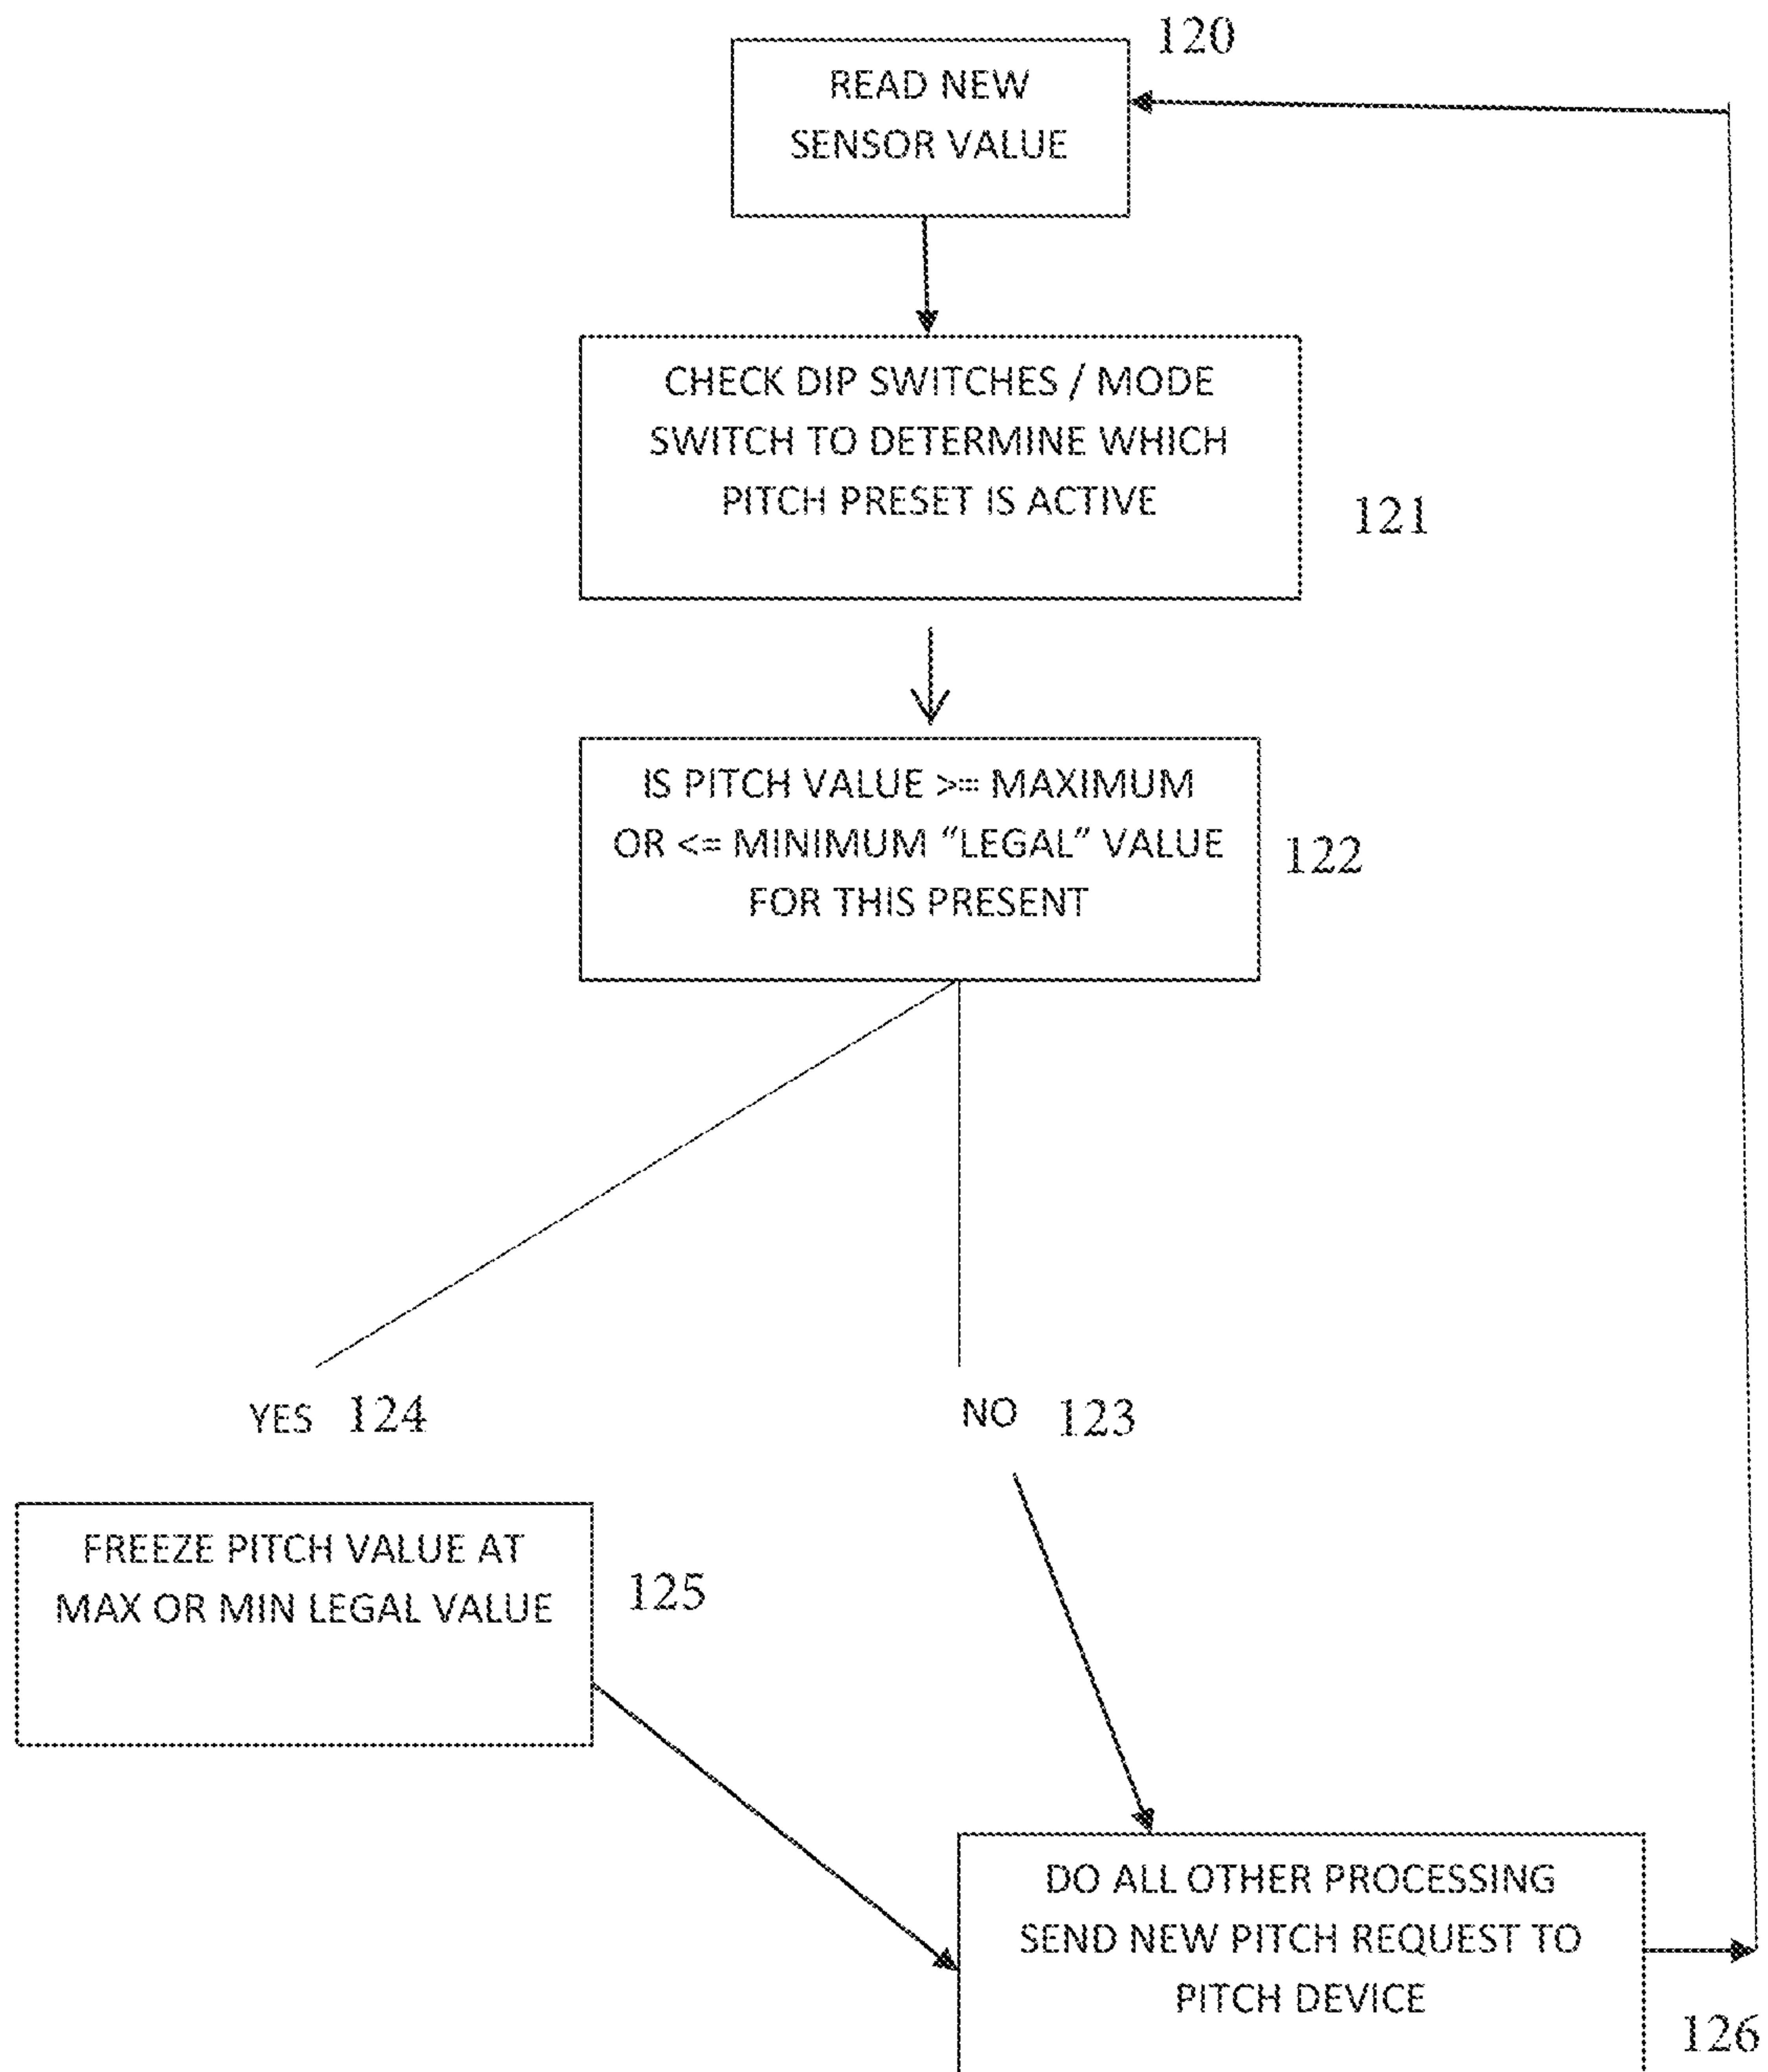 120
READ NEW
SENSOR VALUE
CHECK DIP SWITCHES / MODE
SWITCH TO DETERMINE WHICH
PITCH PRESET IS ACTIVE
121
IS PITCH VALUE >= MAXIMUM
OR <= MINIMUM “LEGAL” VALUE
FOR THIS PRESENT
122
YES 124
NO 123
FREEZE PITCH VALUE AT
MAX OR MIN LEGAL VALUE
125
DO ALL OTHER PROCESSING
SEND NEW PITCH REQUEST TO
PITCH DEVICE
126